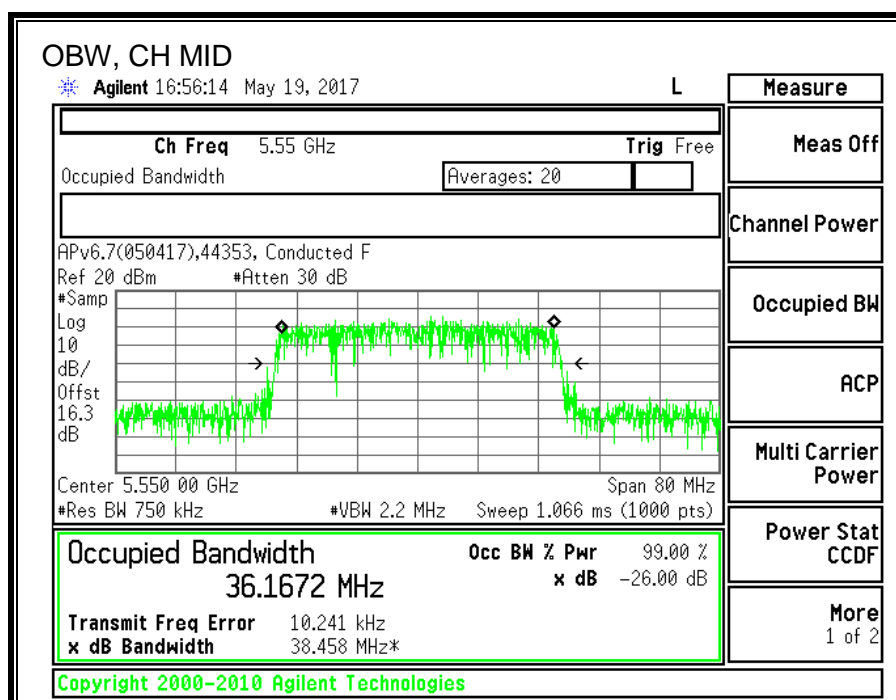 OBW, CH MID
Agilent 16:56:14 May 19, 2017 L
Measure
Ch Freq 5.55 GHz Trig Free
Meas Off
Occupied Bandwidth Averages: 20
Channel Power
APv6.7(050417),44353, Conducted F
Ref 20 dBm #Atten 30 dB
#Samp
Log
10
dB/
Offst
16.3
dB
Occupied BW
ACP
Center 5.550 00 GHz Span 80 MHz
#Res BW 750 kHz #VBW 2.2 MHz Sweep 1.066 ms (1000 pts)
Multi Carrier
Power
Occupied Bandwidth Occ BW % Pwr 99.00 %
36.1672 MHz x dB -26.00 dB
Transmit Freq Error 10.241 kHz
x dB Bandwidth 38.458 MHz*
Power Stat
CCDF
More
1 of 2
Copyright 2000-2010 Agilent Technologies